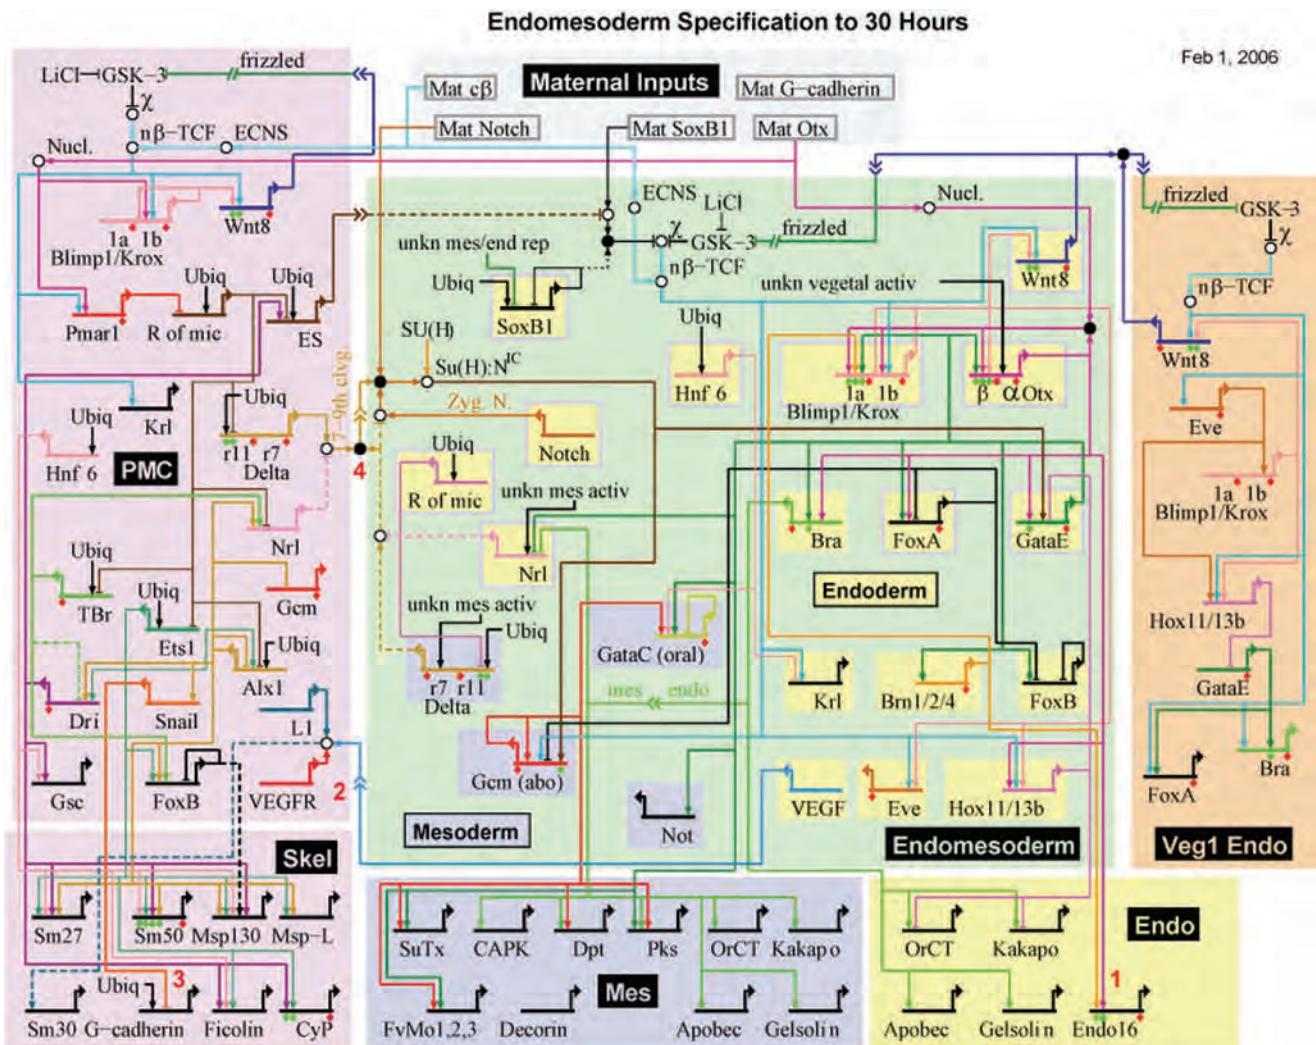 Endomesoderm Specification to 30 Hours
Feb 1, 2006
LiCl
GSK-3
frizzled
χ
nβ-TCF
ECNS
Nucl.
Mat cβ
Maternal Inputs
Mat G-cadherin
Mat Notch
Mat SoxB1
Mat Otx
1a 1b
Blimp1/Krox
Wnt8
Ubiq
Ubiq
Pmar1
R of mic
ES
Krl
Ubiq
Hnf 6
PMC
Ubiq
r11 r7
Delta
7-9th clvg
4
Nrl
Ubiq
TBr
Ubiq
Ets1
Gcm
Ubiq
Alx1
Dri
Snail
L1
Gsc
FoxB
VEGFR
2
ECNS
LiCl
χ
GSK-3
frizzled
nβ-TCF
Nucl.
unkn mes/end rep
Ubiq
SoxB1
unkn vegetal activ
Wnt8
SU(H)
Su(H):N^IC
Ubiq
Hnf 6
1a 1b
Blimp1/Krox
β α Otx
Zyg. N.
Notch
Ubiq
R of mic
unkn mes activ
Nrl
Bra
FoxA
GataE
Endoderm
unkn mes activ
Ubiq
r7 r11
Delta
GataC (oral)
mes endo
Krl
Brn1/2/4
FoxB
Gcm (abo)
Mesoderm
Not
VEGF
Eve
Hox11/13b
Endomesoderm
frizzled
GSK-3
χ
nβ-TCF
Wnt8
Eve
1a 1b
Blimp1/Krox
Hox11/13b
GataE
Bra
FoxA
Veg1 Endo
Skel
Sm27
Sm50
Msp130
Msp-L
Ubiq
3
Sm30
G-cadherin
Ficolin
CyP
SuTx
CAPK
Dpt
Pks
OrCT
Kakapo
Mes
FvMo1,2,3
Decorin
Apobec
Gelsolin
OrCT
Kakapo
Endo
1
Apobec
Gelsolin
Endo16